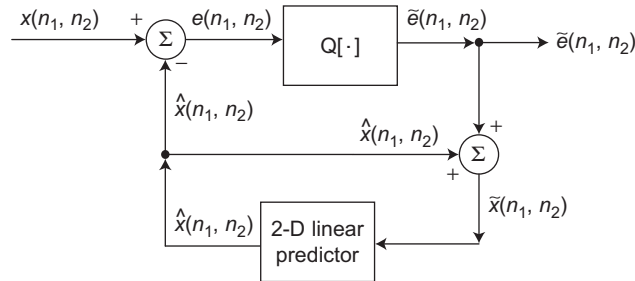 x(n₁, n₂)
+
Σ
−
e(n₁, n₂)
Q[·]
ẽ(n₁, n₂)
ẽ(n₁, n₂)
x̂(n₁, n₂)
x̂(n₁, n₂)
+
+
Σ
x̂(n₁, n₂)
2-D linear
predictor
x̃(n₁, n₂)